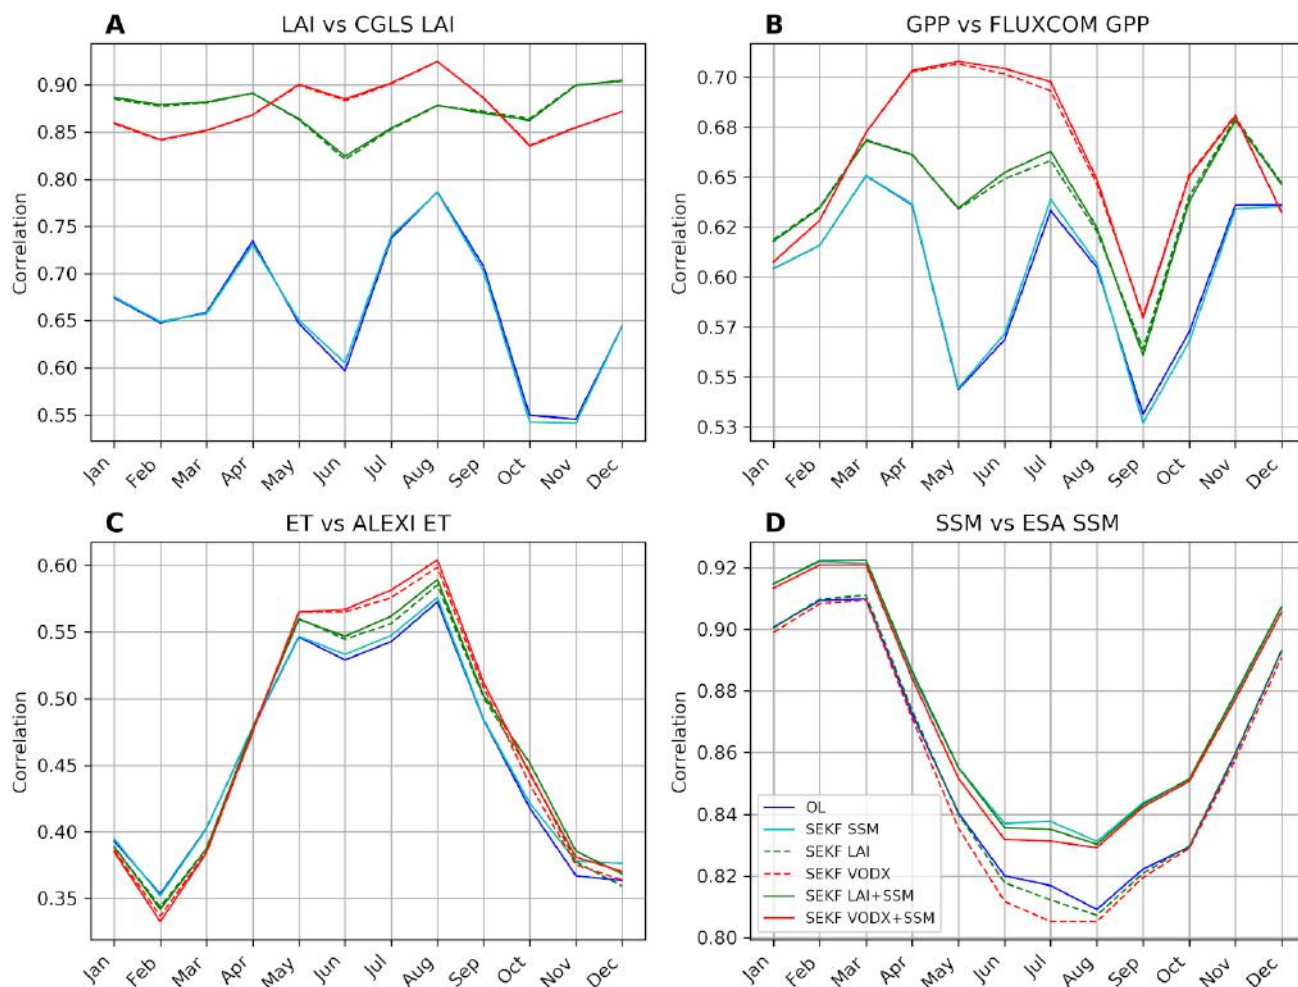 A LAI vs CGLS LAI
Correlation
0.90
0.85
0.80
0.75
0.70
0.65
0.60
0.55
Jan Feb Mar Apr May Jun Jul Aug Sep Oct Nov Dec
B GPP vs FLUXCOM GPP
Correlation
0.70
0.68
0.65
0.62
0.60
0.57
0.55
0.53
Jan Feb Mar Apr May Jun Jul Aug Sep Oct Nov Dec
C ET vs ALEXI ET
Correlation
0.60
0.55
0.50
0.45
0.40
0.35
Jan Feb Mar Apr May Jun Jul Aug Sep Oct Nov Dec
D SSM vs ESA SSM
Correlation
0.92
0.90
0.88
0.86
0.84
0.82
0.80
OL
SEKF SSM
SEKF LAI
SEKF VODX
SEKF LAI+SSM
SEKF VODX+SSM
Jan Feb Mar Apr May Jun Jul Aug Sep Oct Nov Dec